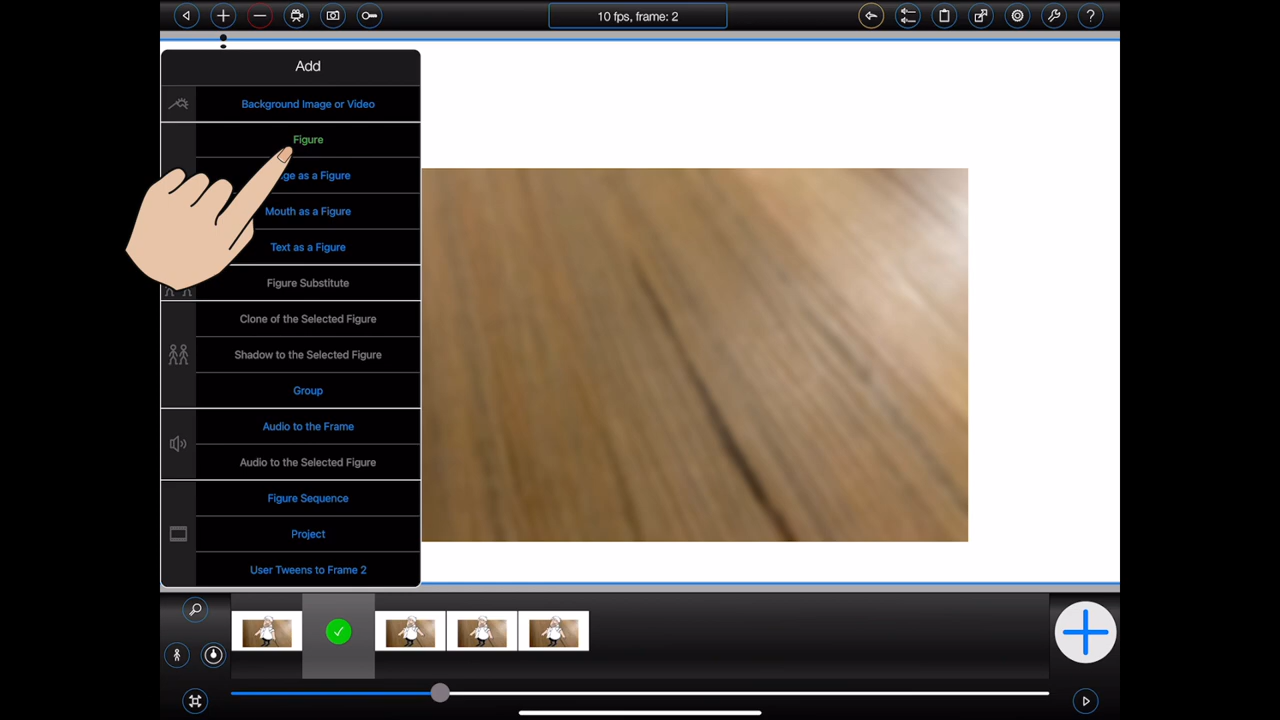 10 fps, frame: 2
?
Add
Background Image or Video
Figure
ge as a Figure
Mouth as a Figure
Text as a Figure
Figure Substitute
Clone of the Selected Figure
Shadow to the Selected Figure
Group
Audio to the Frame
Audio to the Selected Figure
Figure Sequence
Project
User Tweens to Frame 2